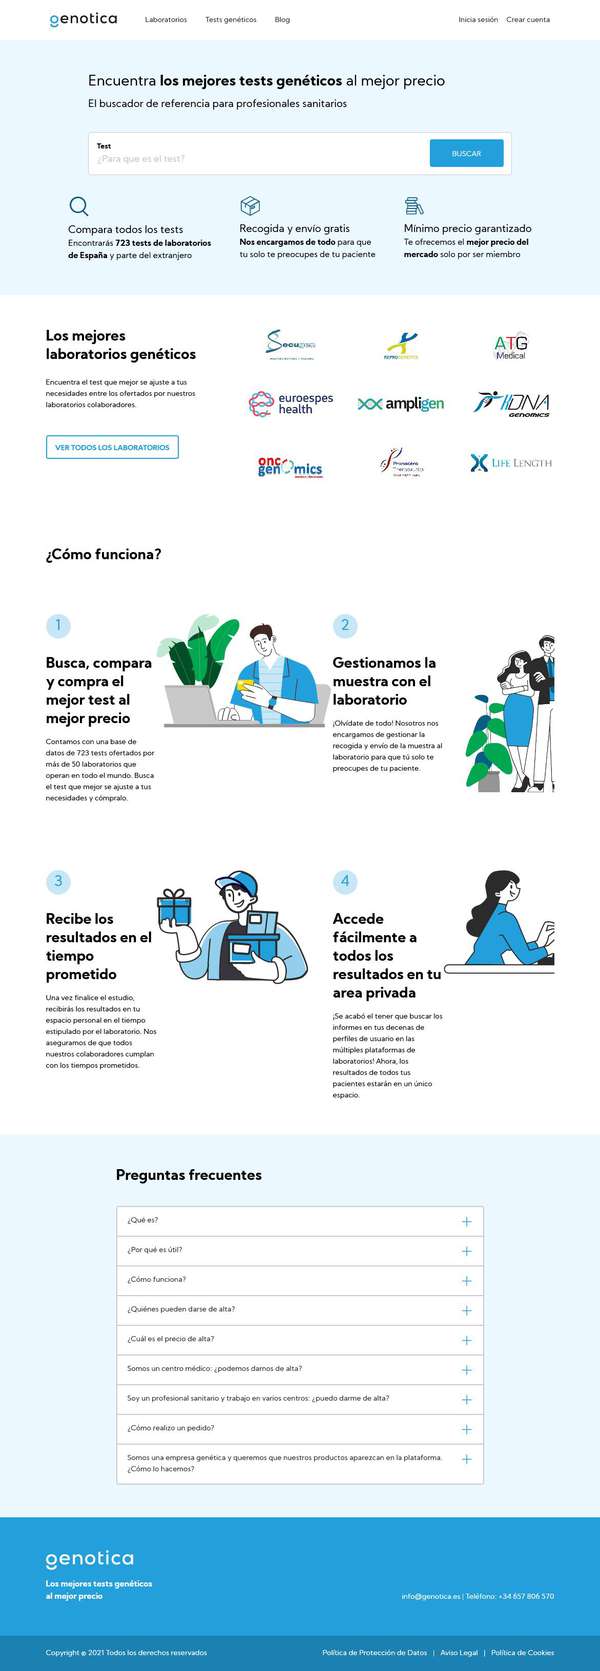 genotica
Laboratorios
Tests genéticos
Blog
Inicia sesión
Crear cuenta
Encuentra los mejores tests genéticos al mejor precio
El buscador de referencia para profesionales sanitarios
Test
¿Para que es el test?
BUSCAR
Compara todos los tests
Encontrarás 723 tests de laboratorios
de España y parte del extranjero
Recogida y envío gratis
Nos encargamos de todo para que
tu solo te preocupes de tu paciente
Mínimo precio garantizado
Te ofrecemos el mejor precio del
mercado solo por ser miembro
Los mejores
laboratorios genéticos
Encuentra el test que mejor se ajuste a tus
necesidades entre los ofertados por nuestros
laboratorios colaboradores.
VER TODOS LOS LABORATORIOS
ATG
Medical
euroespes
health
ampligen
DNA
GENOMICS
onc
genomics
LIFE LENGTH
¿Cómo funciona?
1
Busca, compara
y compra el
mejor test al
mejor precio
Contamos con una base de
datos de 723 tests ofertados por
más de 50 laboratorios que
operan en todo el mundo. Busca
el test que mejor se ajuste a tus
necesidades y cómpralo.
2
Gestionamos la
muestra con el
laboratorio
¡Olvídate de todo! Nosotros nos
encargamos de gestionar la
recogida y envío de la muestra al
laboratorio para que tú solo te
preocupes de tu paciente.
3
Recibe los
resultados en el
tiempo
prometido
Una vez finalice el estudio,
recibirás los resultados en tu
espacio personal en el tiempo
estipulado por el laboratorio. Nos
aseguramos de que todos
nuestros colaboradores cumplan
con los tiempos prometidos.
4
Accede
fácilmente a
todos los
resultados en tu
area privada
¡Se acabó el tener que buscar los
informes en tus decenas de
perfiles de usuario en las
múltiples plataformas de
laboratorios! Ahora, los
resultados de todos tus
pacientes estarán en un único
espacio.
Preguntas frecuentes
¿Qué es?
¿Por qué es útil?
¿Cómo funciona?
¿Quiénes pueden darse de alta?
¿Cuál es el precio de alta?
Somos un centro médico: ¿podemos darnos de alta?
Soy un profesional sanitario y trabajo en varios centros: ¿puedo darme de alta?
¿Cómo realizo un pedido?
Somos una empresa genética y queremos que nuestros productos aparezcan en la plataforma.
¿Cómo lo hacemos?
genotica
Los mejores tests genéticos
al mejor precio
info@genotica.es | Teléfono: +34 657 806 570
Copyright © 2021 Todos los derechos reservados
Política de Protección de Datos | Aviso Legal | Política de Cookies